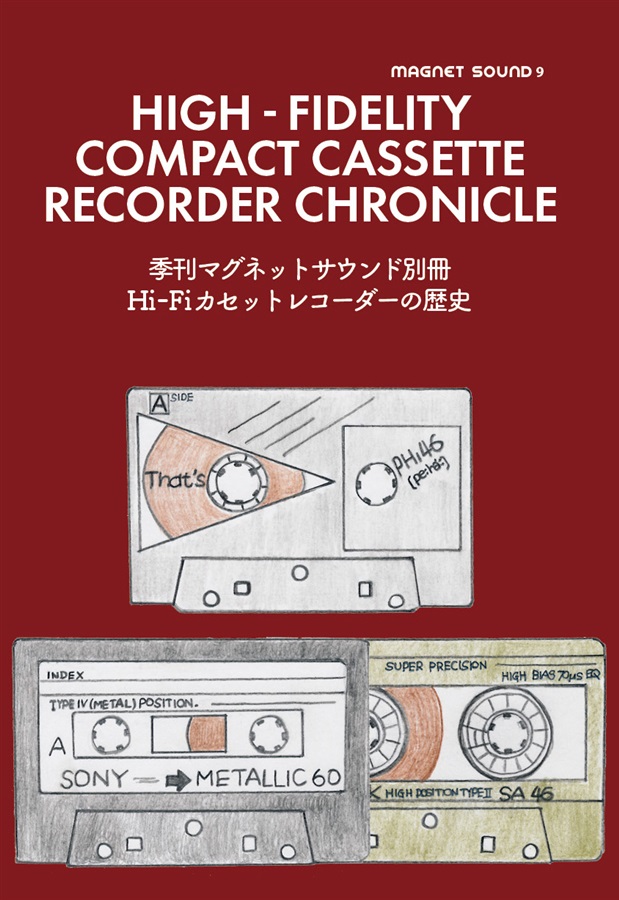 MAGNET SOUND 9
HIGH - FIDELITY
COMPACT CASSETTE
RECORDER CHRONICLE
季刊マグネットサウンド別冊
Hi-Fiカセットレコーダーの歴史
A SIDE
That's
PHi46
SUPER PRECISION
HIGH BIAS 70μs EQ
INDEX
TYPE IV (METAL) POSITION.
A
SONY
METALLIC 60
K HIGH POSITION TYPE II SA 46